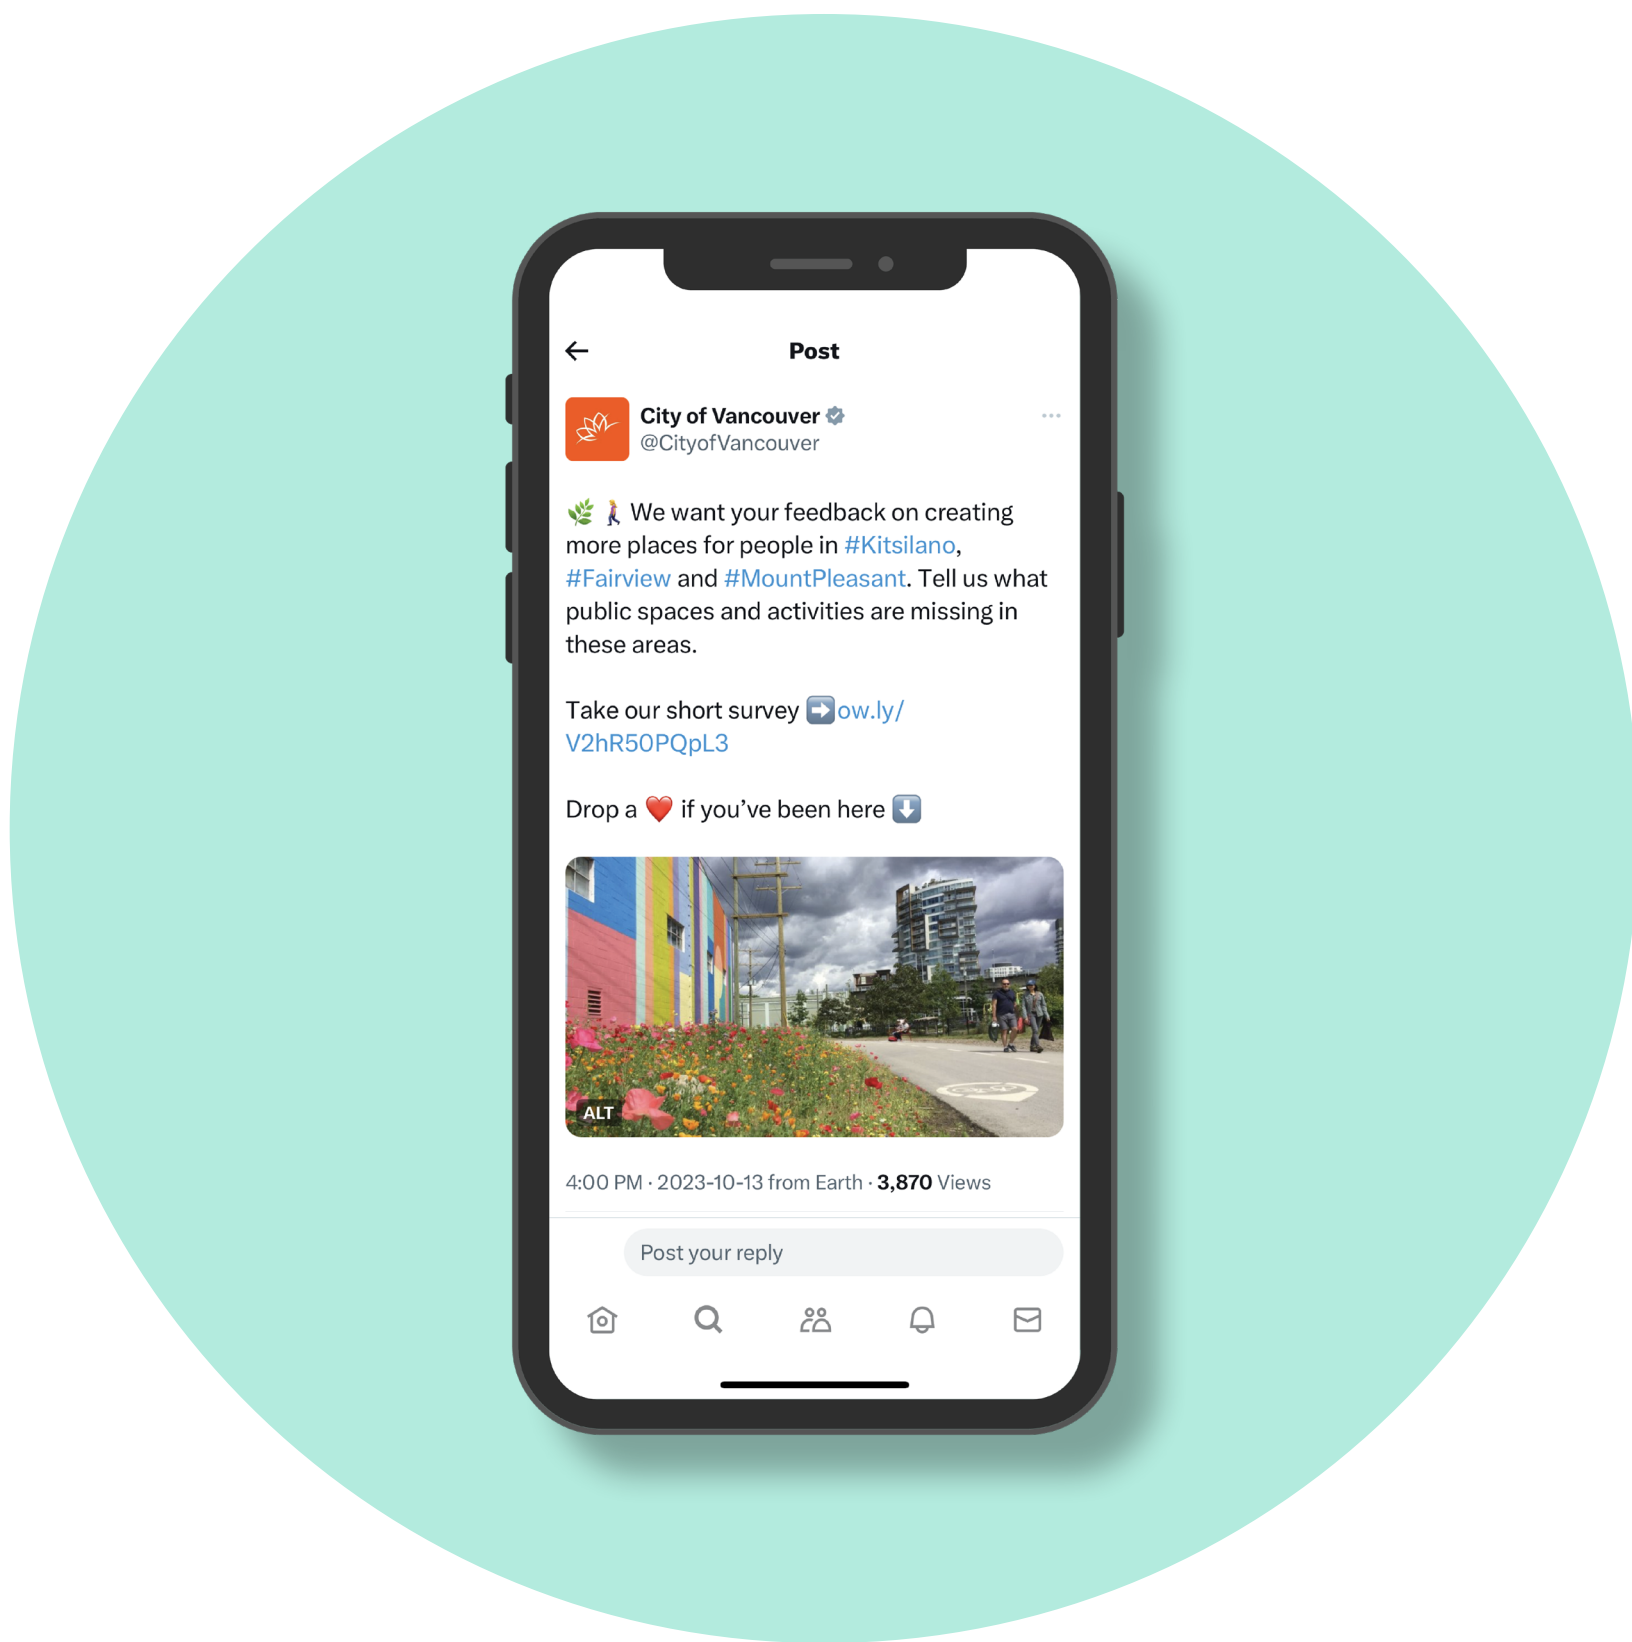 Post
City of Vancouver
@CityofVancouver
🌿 🚶‍♀️ We want your feedback on creating
more places for people in #Kitsilano,
#Fairview and #MountPleasant. Tell us what
public spaces and activities are missing in
these areas.
Take our short survey ➡️ow.ly/
V2hR50PQpL3
Drop a ❤️ if you’ve been here ⬇️
ALT
4:00 PM · 2023-10-13 from Earth · 3,870 Views
Post your reply